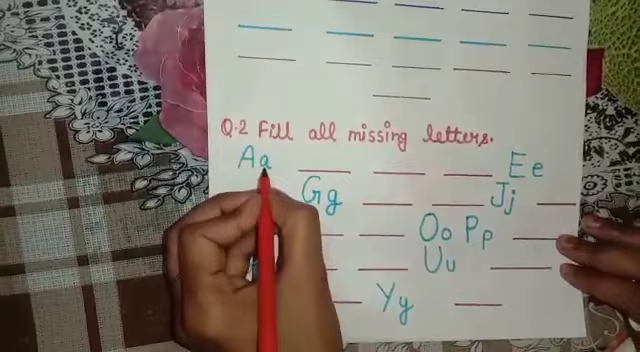 Q.2 Fill all missing letters.
Aa Ee
Gg Jj
Oo Pp
Uu
Yy